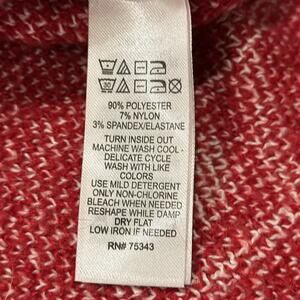 30
90% POLYESTER
7% NYLON
3% SPANDEX/ELASTANE
TURN INSIDE OUT
MACHINE WASH COOL
DELICATE CYCLE
WASH WITH LIKE
COLORS
USE MILD DETERGENT
ONLY NON-CHLORINE
BLEACH WHEN NEEDED
RESHAPE WHILE DAMP
DRY FLAT
LOW IRON IF NEEDED
RN# 75343